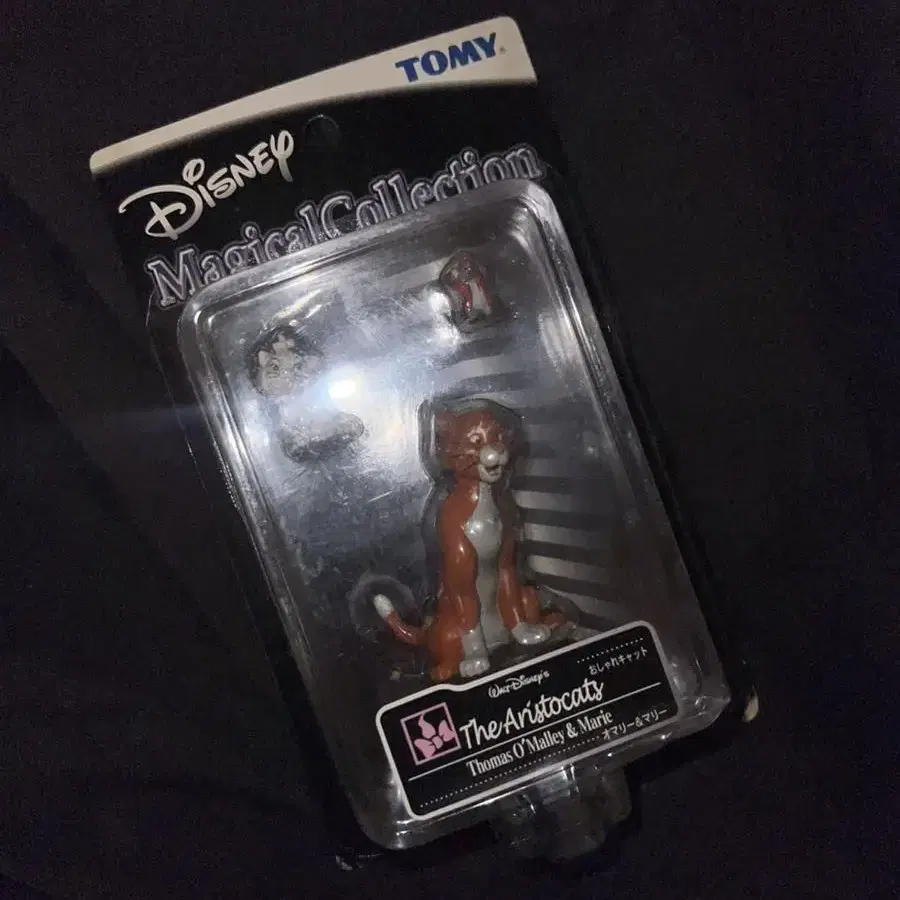 TOMY
DISNEY
Magical Collection
WALT DISNEY'S
おしゃれキャット
The Aristocats
Thomas O'Malley & Marie
オマリー&マリー